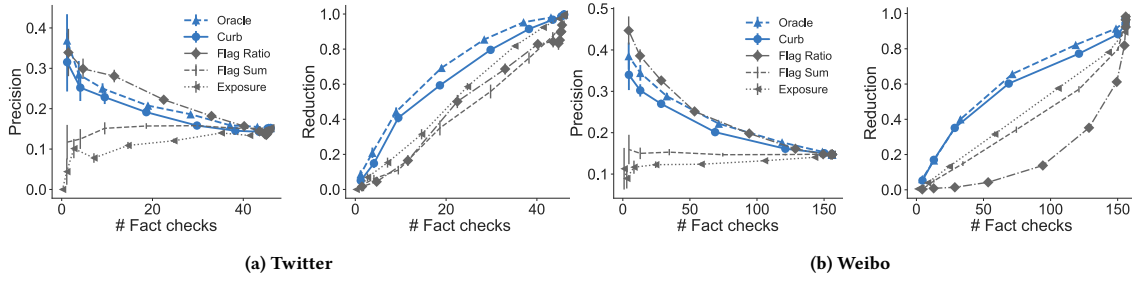 Precision
0.4
0.3
0.2
0.1
0.0
0
20
40
# Fact checks
Oracle
Curb
Flag Ratio
Flag Sum
Exposure
Reduction
1.0
0.8
0.6
0.4
0.2
0.0
0
20
40
# Fact checks
(a) Twitter
Precision
0.5
0.4
0.3
0.2
0.1
0
50
100
150
# Fact checks
Oracle
Curb
Flag Ratio
Flag Sum
Exposure
Reduction
1.0
0.8
0.6
0.4
0.2
0.0
0
50
100
150
# Fact checks
(b) Weibo